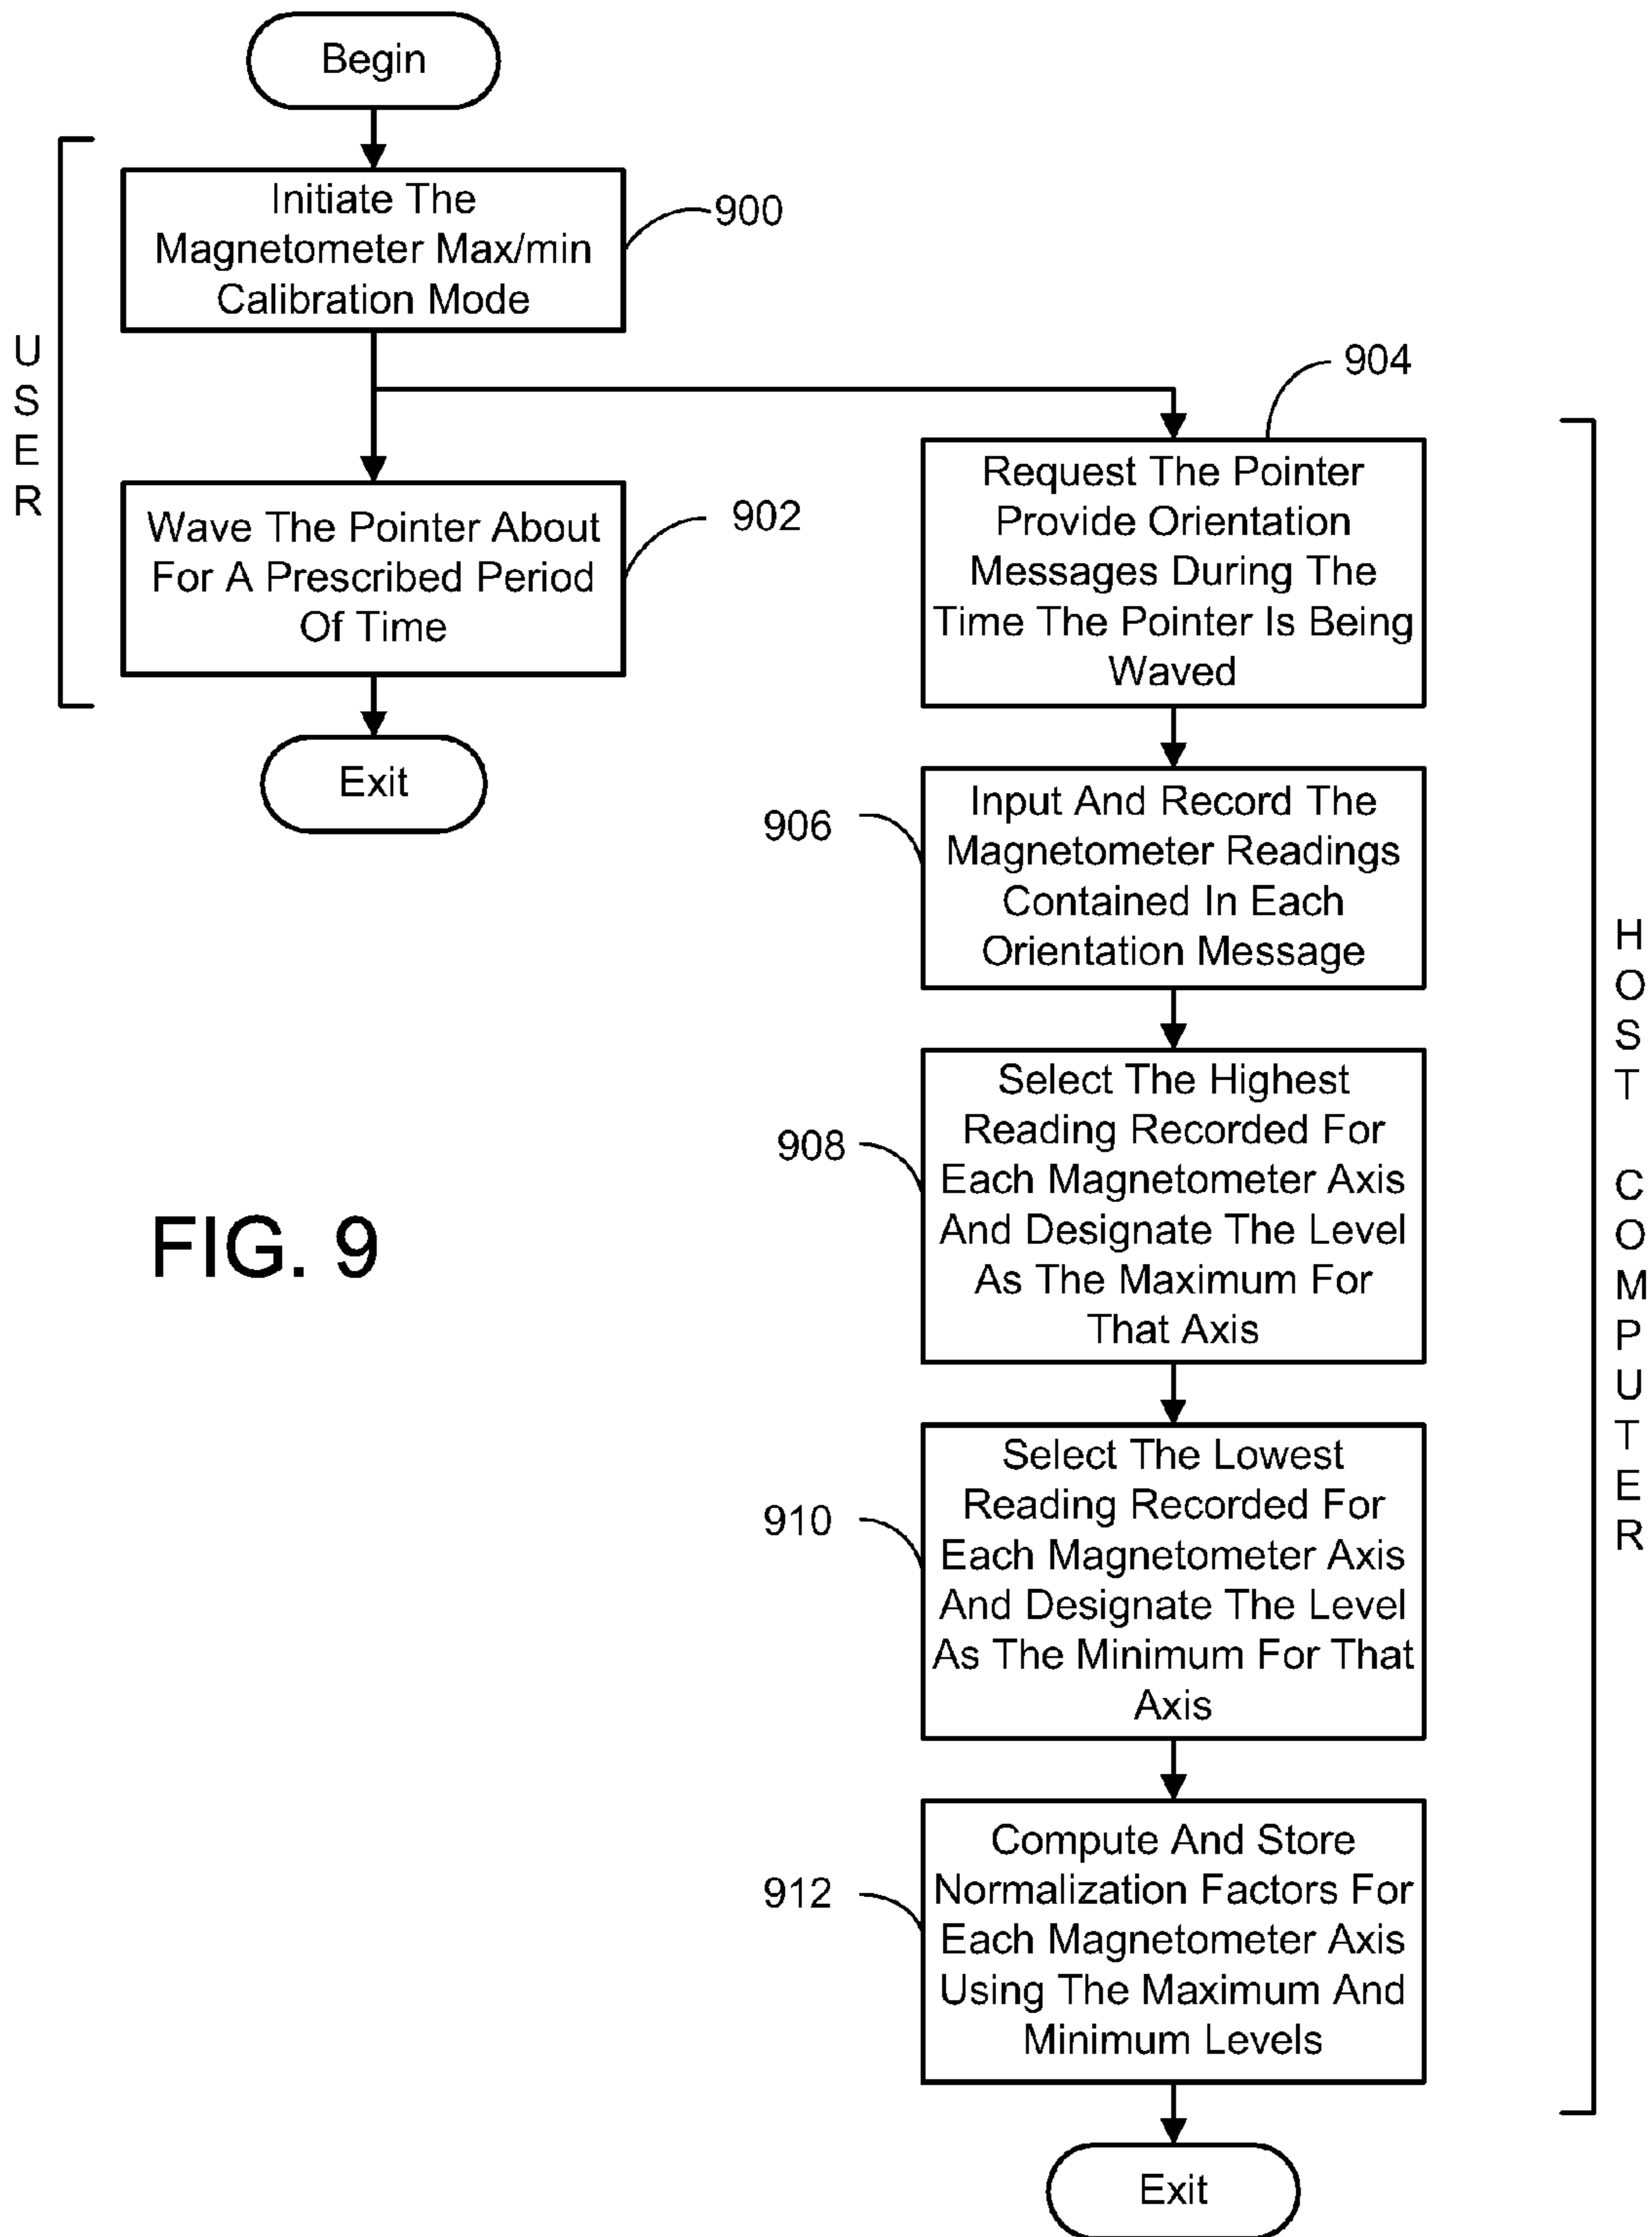 Begin
Initiate The
Magnetometer Max/min
Calibration Mode
900
USER
Wave The Pointer About
For A Prescribed Period
Of Time
902
Exit
904
Request The Pointer
Provide Orientation
Messages During The
Time The Pointer Is Being
Waved
906
Input And Record The
Magnetometer Readings
Contained In Each
Orientation Message
908
Select The Highest
Reading Recorded For
Each Magnetometer Axis
And Designate The Level
As The Maximum For
That Axis
910
Select The Lowest
Reading Recorded For
Each Magnetometer Axis
And Designate The Level
As The Minimum For That
Axis
912
Compute And Store
Normalization Factors For
Each Magnetometer Axis
Using The Maximum And
Minimum Levels
Exit
HOST COMPUTER
FIG. 9